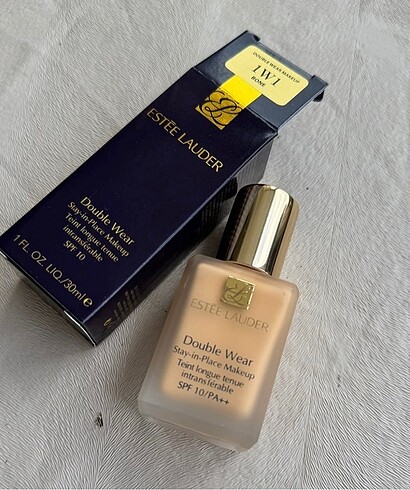 DOUBLE WEAR MAKEUP
1W1
BONE
ESTĒE LAUDER
Double Wear
Stay-in-Place Makeup
Teint longue tenue
intransférable
SPF 10
1 FL.OZ.LIQ/30ml℮
ESTĒE LAUDER
Double Wear
Stay-in-Place Makeup
Teint longue tenue
intransférable
SPF 10/PA++